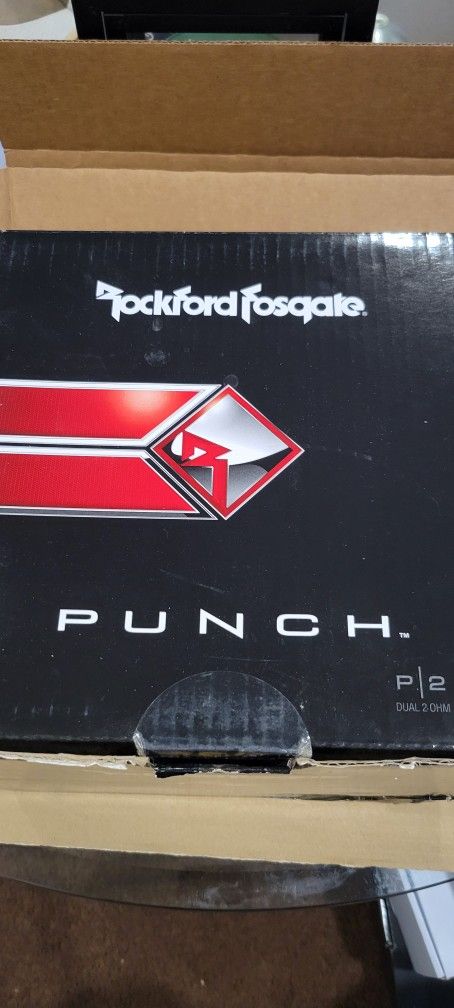 Rockford Fosgate®
PUNCH™
P|2
DUAL 2-OHM